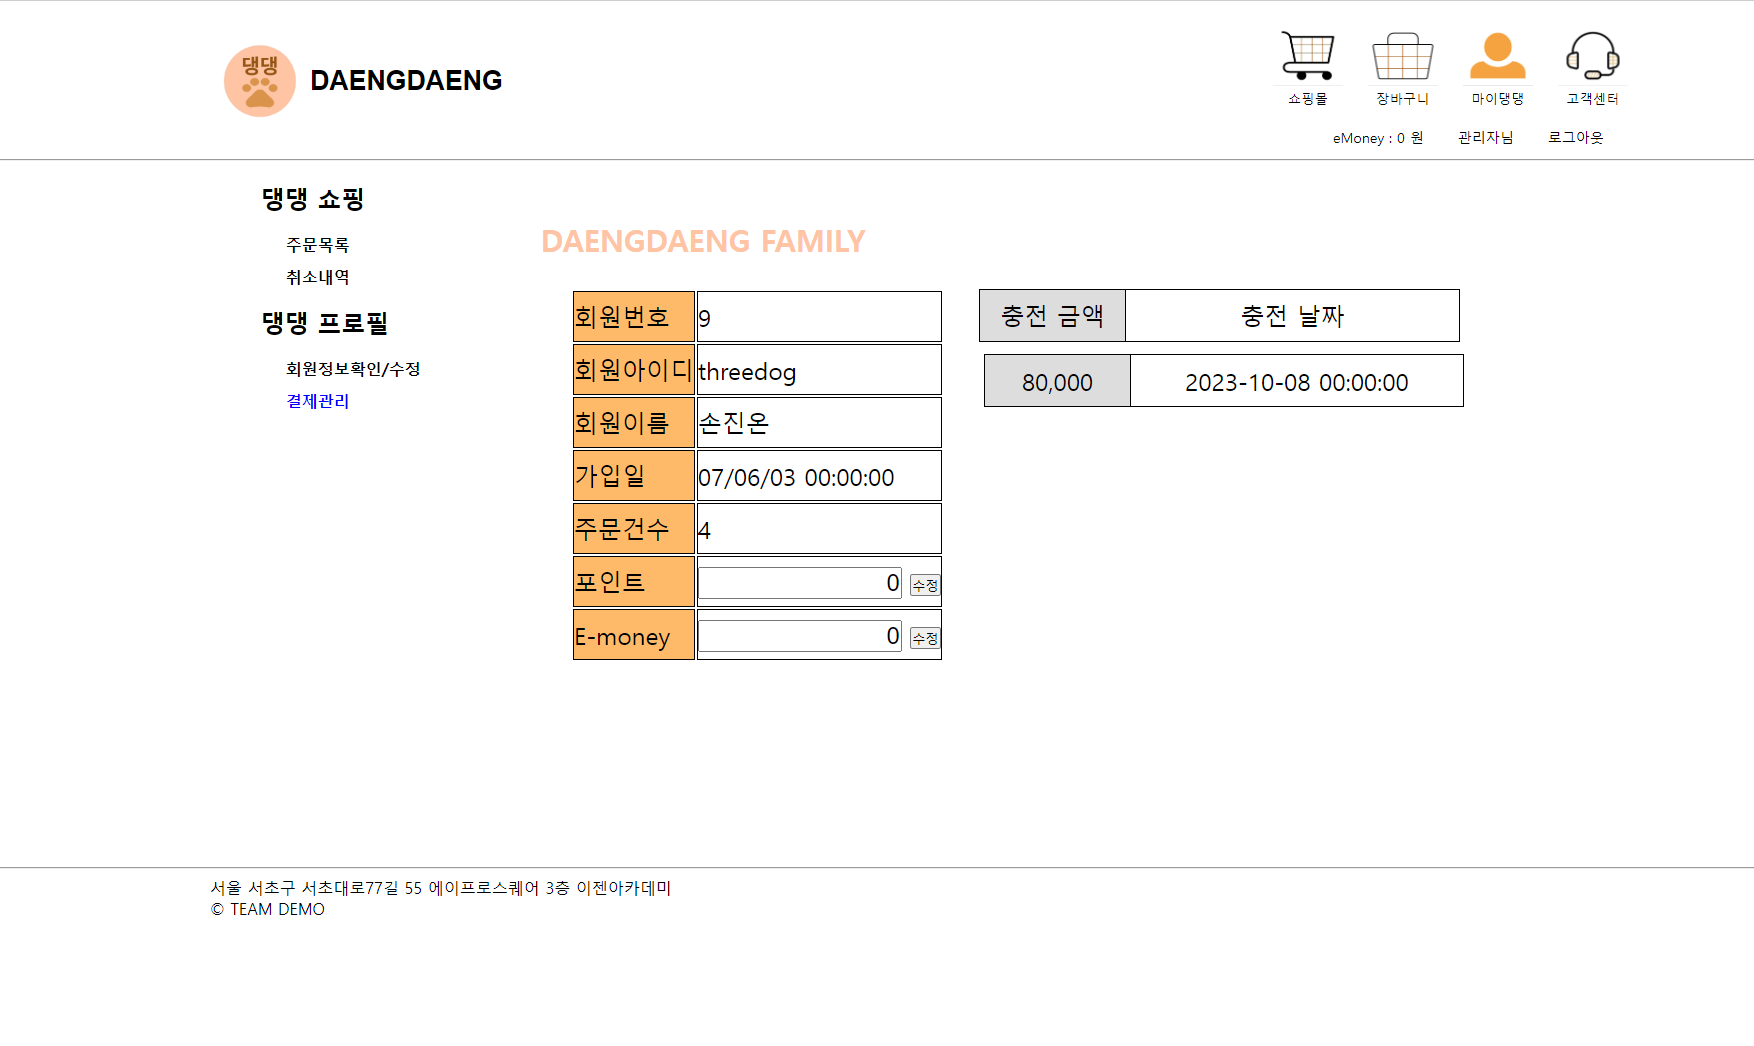 댕댕
DAENGDAENG
쇼핑몰 장바구니 마이댕댕 고객센터
eMoney : 0 원 관리자님 로그아웃
댕댕 쇼핑
주문목록
취소내역
댕댕 프로필
회원정보확인/수정
결제관리
DAENGDAENG FAMILY
회원번호 9
회원아이디 threedog
회원이름 손진온
가입일 07/06/03 00:00:00
주문건수 4
포인트 0 수정
E-money 0 수정
충전 금액 충전 날짜
80,000 2023-10-08 00:00:00
서울 서초구 서초대로77길 55 에이프로스퀘어 3층 이젠아카데미
© TEAM DEMO